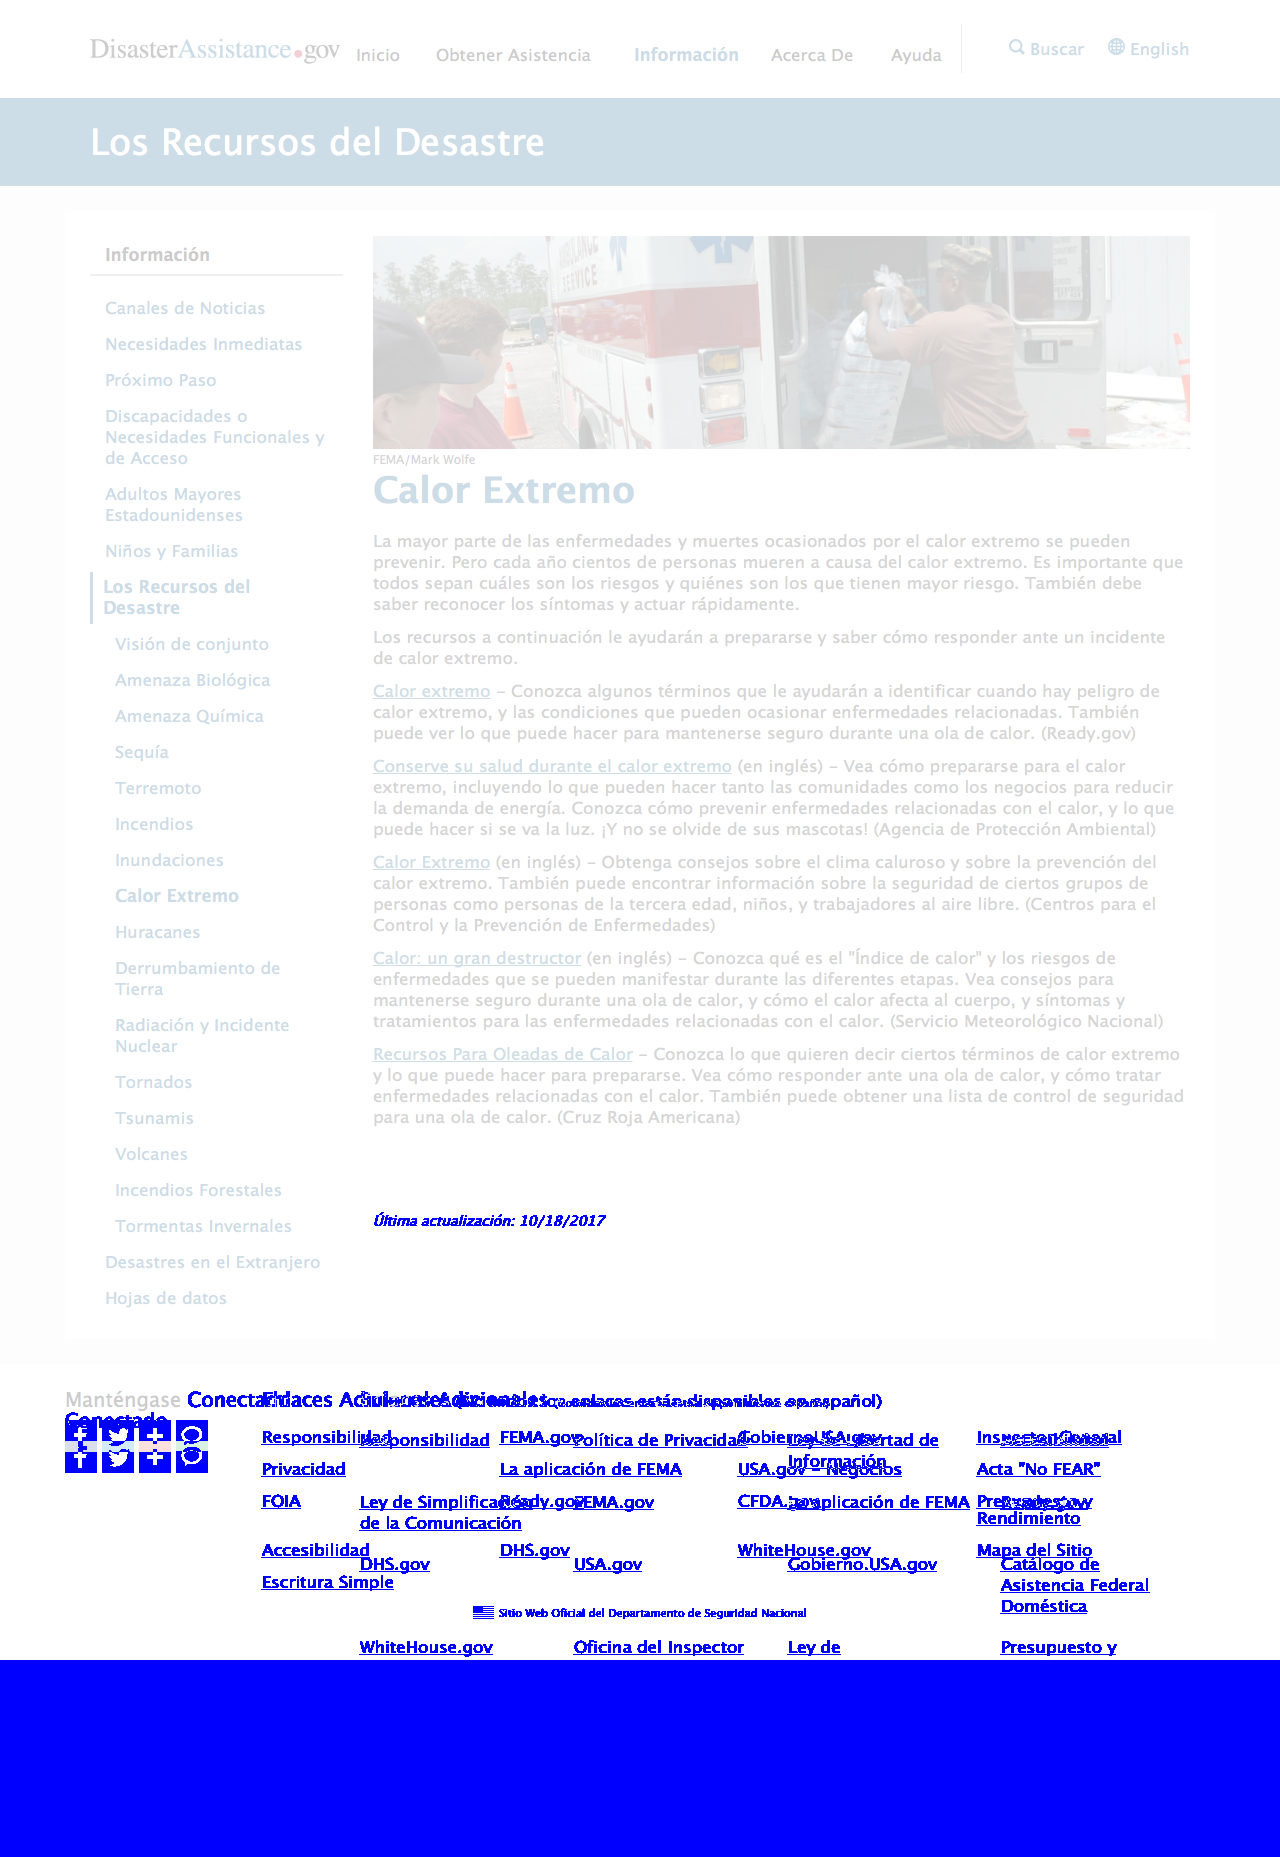 DisasterAssistance.gov
Inicio
Obtener Asistencia
Información
Acerca De
Ayuda
Buscar
English
Los Recursos del Desastre
Información
Canales de Noticias
Necesidades Inmediatas
Próximo Paso
Discapacidades o
Necesidades Funcionales y
de Acceso
Adultos Mayores
Estadounidenses
Niños y Familias
Los Recursos del
Desastre
Visión de conjunto
Amenaza Biológica
Amenaza Química
Sequía
Terremoto
Incendios
Inundaciones
Calor Extremo
Huracanes
Derrumbamiento de
Tierra
Radiación y Incidente
Nuclear
Tornados
Tsunamis
Volcanes
Incendios Forestales
Tormentas Invernales
Desastres en el Extranjero
Hojas de datos
AMBULANCE
SERVICE
FEMA/Mark Wolfe
Calor Extremo
La mayor parte de las enfermedades y muertes ocasionados por el calor extremo se pueden
prevenir. Pero cada año cientos de personas mueren a causa del calor extremo. Es importante que
todos sepan cuáles son los riesgos y quiénes son los que tienen mayor riesgo. También debe
saber reconocer los síntomas y actuar rápidamente.
Los recursos a continuación le ayudarán a prepararse y saber cómo responder ante un incidente
de calor extremo.
Calor extremo – Conozca algunos términos que le ayudarán a identificar cuando hay peligro de
calor extremo, y las condiciones que pueden ocasionar enfermedades relacionadas. También
puede ver lo que puede hacer para mantenerse seguro durante una ola de calor. (Ready.gov)
Conserve su salud durante el calor extremo (en inglés) – Vea cómo prepararse para el calor
extremo, incluyendo lo que pueden hacer tanto las comunidades como los negocios para reducir
la demanda de energía. Conozca cómo prevenir enfermedades relacionadas con el calor, y lo que
puede hacer si se va la luz. ¡Y no se olvide de sus mascotas! (Agencia de Protección Ambiental)
Calor Extremo (en inglés) – Obtenga consejos sobre el clima caluroso y sobre la prevención del
calor extremo. También puede encontrar información sobre la seguridad de ciertos grupos de
personas como personas de la tercera edad, niños, y trabajadores al aire libre. (Centros para el
Control y la Prevención de Enfermedades)
Calor: un gran destructor (en inglés) – Conozca qué es el "Índice de calor" y los riesgos de
enfermedades que se pueden manifestar durante las diferentes etapas. Vea consejos para
mantenerse seguro durante una ola de calor, y cómo el calor afecta al cuerpo, y síntomas y
tratamientos para las enfermedades relacionadas con el calor. (Servicio Meteorológico Nacional)
Recursos Para Oleadas de Calor – Conozca lo que quieren decir ciertos términos de calor extremo
y lo que puede hacer para prepararse. Vea cómo responder ante una ola de calor, y cómo tratar
enfermedades relacionadas con el calor. También puede obtener una lista de control de seguridad
para una ola de calor. (Cruz Roja Americana)
Última actualización: 10/18/2017
Manténgase
Conectado
enlaces están disponibles en español)
Responsibilidad
Responsibilidad
FEMA.gov
Política de Privacidad
Gobierno.USA.gov
Ley de Libertad de
Información
Inspector General
Privacidad
La aplicación de FEMA
USA.gov – Negocios
Acta "No FEAR"
FOIA
Ley de Simplificación
de la Comunicación
Ready.gov
FEMA.gov
CFDA.gov
La aplicación de FEMA
Rendimiento
Accesibilidad
DHS.gov
DHS.gov
USA.gov
WhiteHouse.gov
Gobierno.USA.gov
Mapa del Sitio
Catálogo de
Asistencia Federal
Doméstica
Escritura Simple
Sitio Web Oficial del Departamento de Seguridad Nacional
WhiteHouse.gov
Oficina del Inspector
Ley de
Presupuesto y